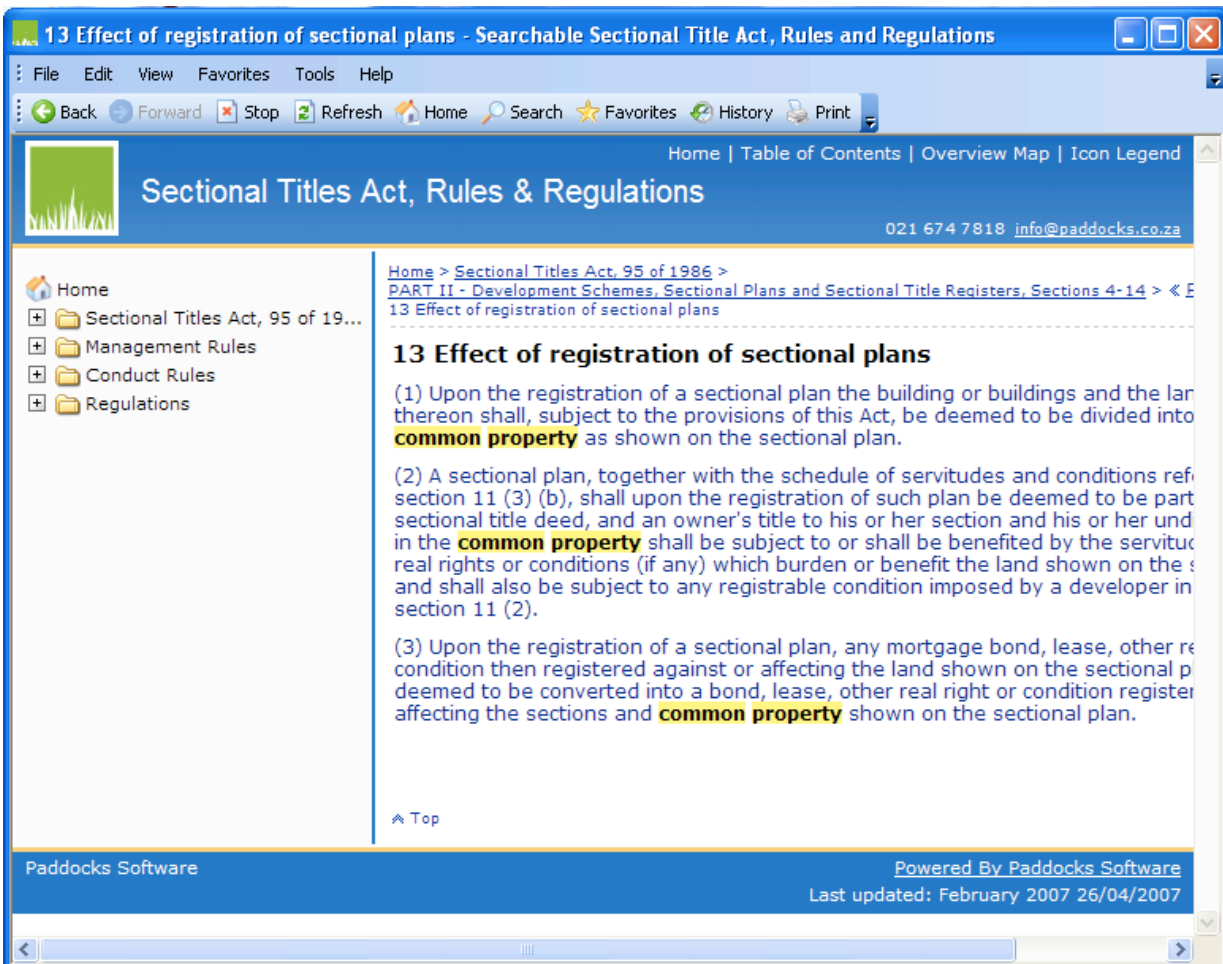 13 Effect of registration of sectional plans - Searchable Sectional Title Act, Rules and Regulations
File Edit View Favorites Tools Help
Back Forward Stop Refresh Home Search Favorites History Print
Home | Table of Contents | Overview Map | Icon Legend
Sectional Titles Act, Rules & Regulations
021 674 7818 info@paddocks.co.za
Home
Sectional Titles Act, 95 of 19...
Management Rules
Conduct Rules
Regulations
Home > Sectional Titles Act, 95 of 1986 >
PART II - Development Schemes, Sectional Plans and Sectional Title Registers, Sections 4-14 > «
13 Effect of registration of sectional plans
13 Effect of registration of sectional plans
(1) Upon the registration of a sectional plan the building or buildings and the
thereon shall, subject to the provisions of this Act, be deemed to be divided into
common property as shown on the sectional plan.
(2) A sectional plan, together with the schedule of servitudes and conditions
section 11 (3) (b), shall upon the registration of such plan be deemed to be part
sectional title deed, and an owner's title to his or her section and his or her
in the common property shall be subject to or shall be benefited by the
real rights or conditions (if any) which burden or benefit the land shown on the
and shall also be subject to any registrable condition imposed by a developer in
section 11 (2).
(3) Upon the registration of a sectional plan, any mortgage bond, lease, other
condition then registered against or affecting the land shown on the sectional
deemed to be converted into a bond, lease, other real right or condition
affecting the sections and common property shown on the sectional plan.
Top
Paddocks Software
Powered By Paddocks Software
Last updated: February 2007 26/04/2007